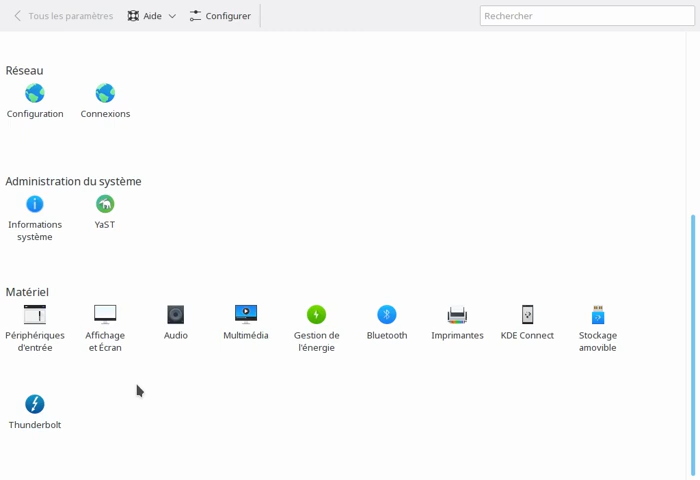 Tous les paramètres Aide Configurer Rechercher
Réseau
Configuration Connexions
Administration du système
Informations système YaST
Matériel
Périphériques d'entrée Affichage et Écran Audio Multimédia Gestion de l'énergie Bluetooth Imprimantes KDE Connect Stockage amovible
Thunderbolt